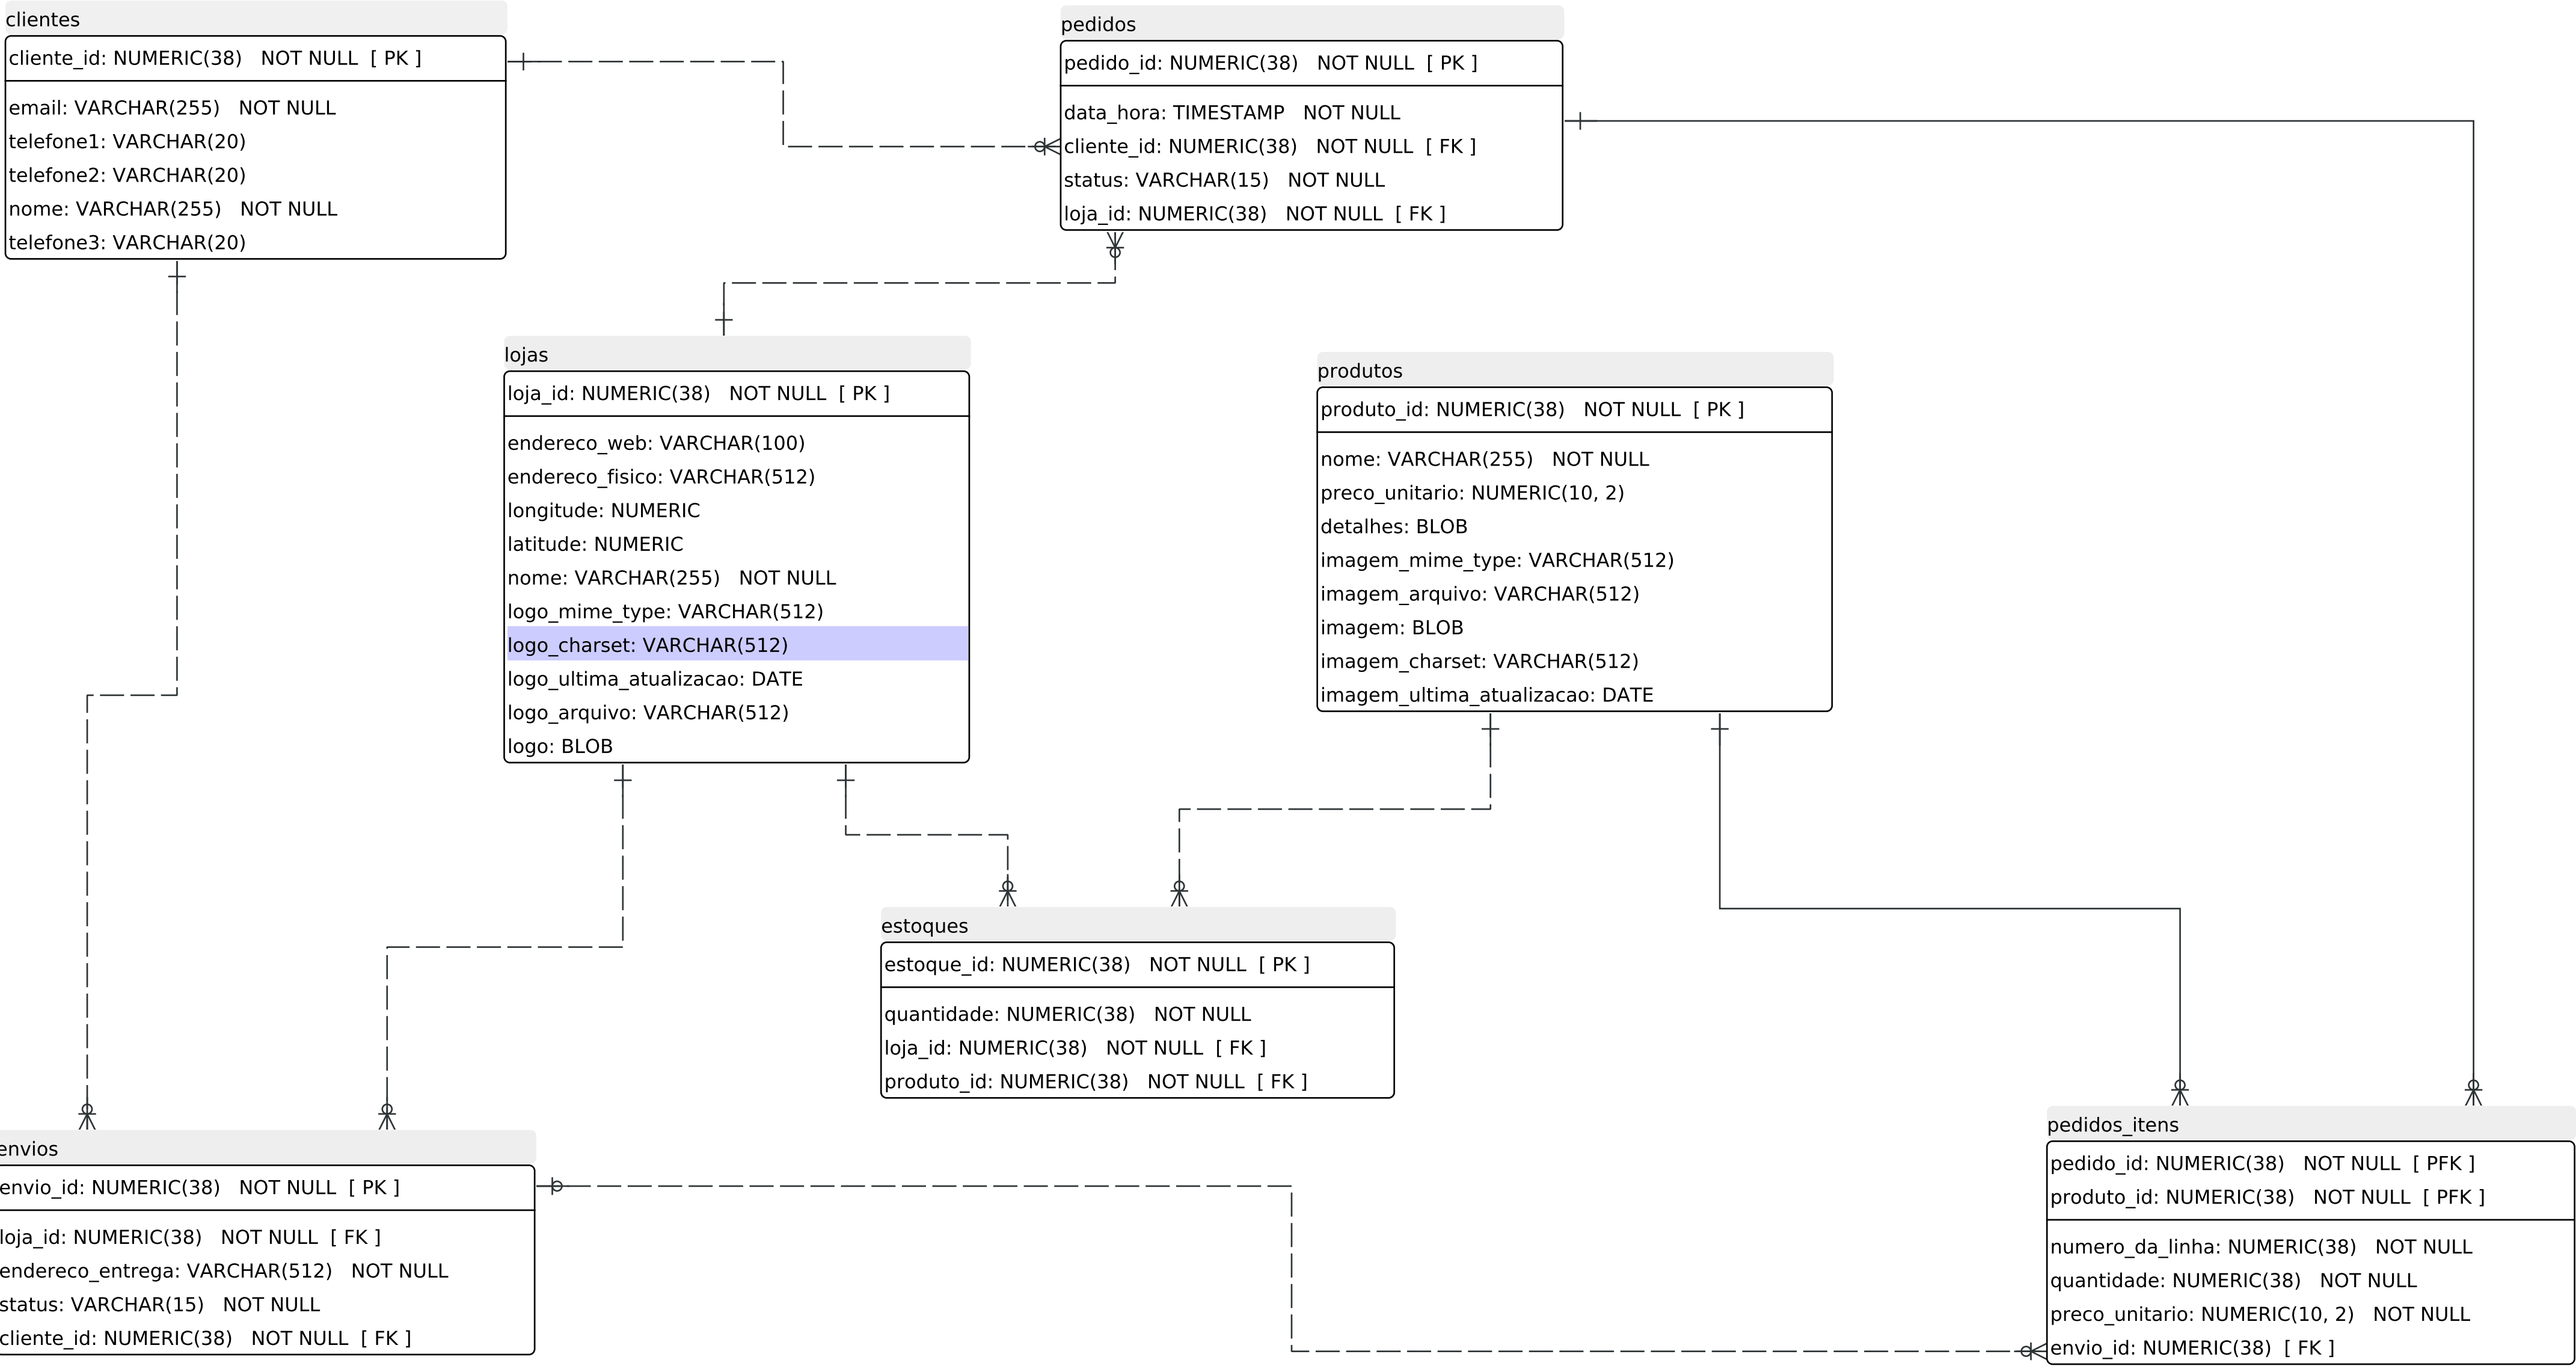 clientes
cliente_id: NUMERIC(38) NOT NULL [ PK ]
email: VARCHAR(255) NOT NULL
telefone1: VARCHAR(20)
telefone2: VARCHAR(20)
nome: VARCHAR(255) NOT NULL
telefone3: VARCHAR(20)
pedidos
pedido_id: NUMERIC(38) NOT NULL [ PK ]
data_hora: TIMESTAMP NOT NULL
cliente_id: NUMERIC(38) NOT NULL [ FK ]
status: VARCHAR(15) NOT NULL
loja_id: NUMERIC(38) NOT NULL [ FK ]
lojas
loja_id: NUMERIC(38) NOT NULL [ PK ]
endereco_web: VARCHAR(100)
endereco_fisico: VARCHAR(512)
longitude: NUMERIC
latitude: NUMERIC
nome: VARCHAR(255) NOT NULL
logo_mime_type: VARCHAR(512)
logo_charset: VARCHAR(512)
logo_ultima_atualizacao: DATE
logo_arquivo: VARCHAR(512)
logo: BLOB
produtos
produto_id: NUMERIC(38) NOT NULL [ PK ]
nome: VARCHAR(255) NOT NULL
preco_unitario: NUMERIC(10, 2)
detalhes: BLOB
imagem_mime_type: VARCHAR(512)
imagem_arquivo: VARCHAR(512)
imagem: BLOB
imagem_charset: VARCHAR(512)
imagem_ultima_atualizacao: DATE
estoques
estoque_id: NUMERIC(38) NOT NULL [ PK ]
quantidade: NUMERIC(38) NOT NULL
loja_id: NUMERIC(38) NOT NULL [ FK ]
produto_id: NUMERIC(38) NOT NULL [ FK ]
envios
envio_id: NUMERIC(38) NOT NULL [ PK ]
loja_id: NUMERIC(38) NOT NULL [ FK ]
endereco_entrega: VARCHAR(512) NOT NULL
status: VARCHAR(15) NOT NULL
cliente_id: NUMERIC(38) NOT NULL [ FK ]
pedidos_itens
pedido_id: NUMERIC(38) NOT NULL [ PFK ]
produto_id: NUMERIC(38) NOT NULL [ PFK ]
numero_da_linha: NUMERIC(38) NOT NULL
quantidade: NUMERIC(38) NOT NULL
preco_unitario: NUMERIC(10, 2) NOT NULL
envio_id: NUMERIC(38) [ FK ]